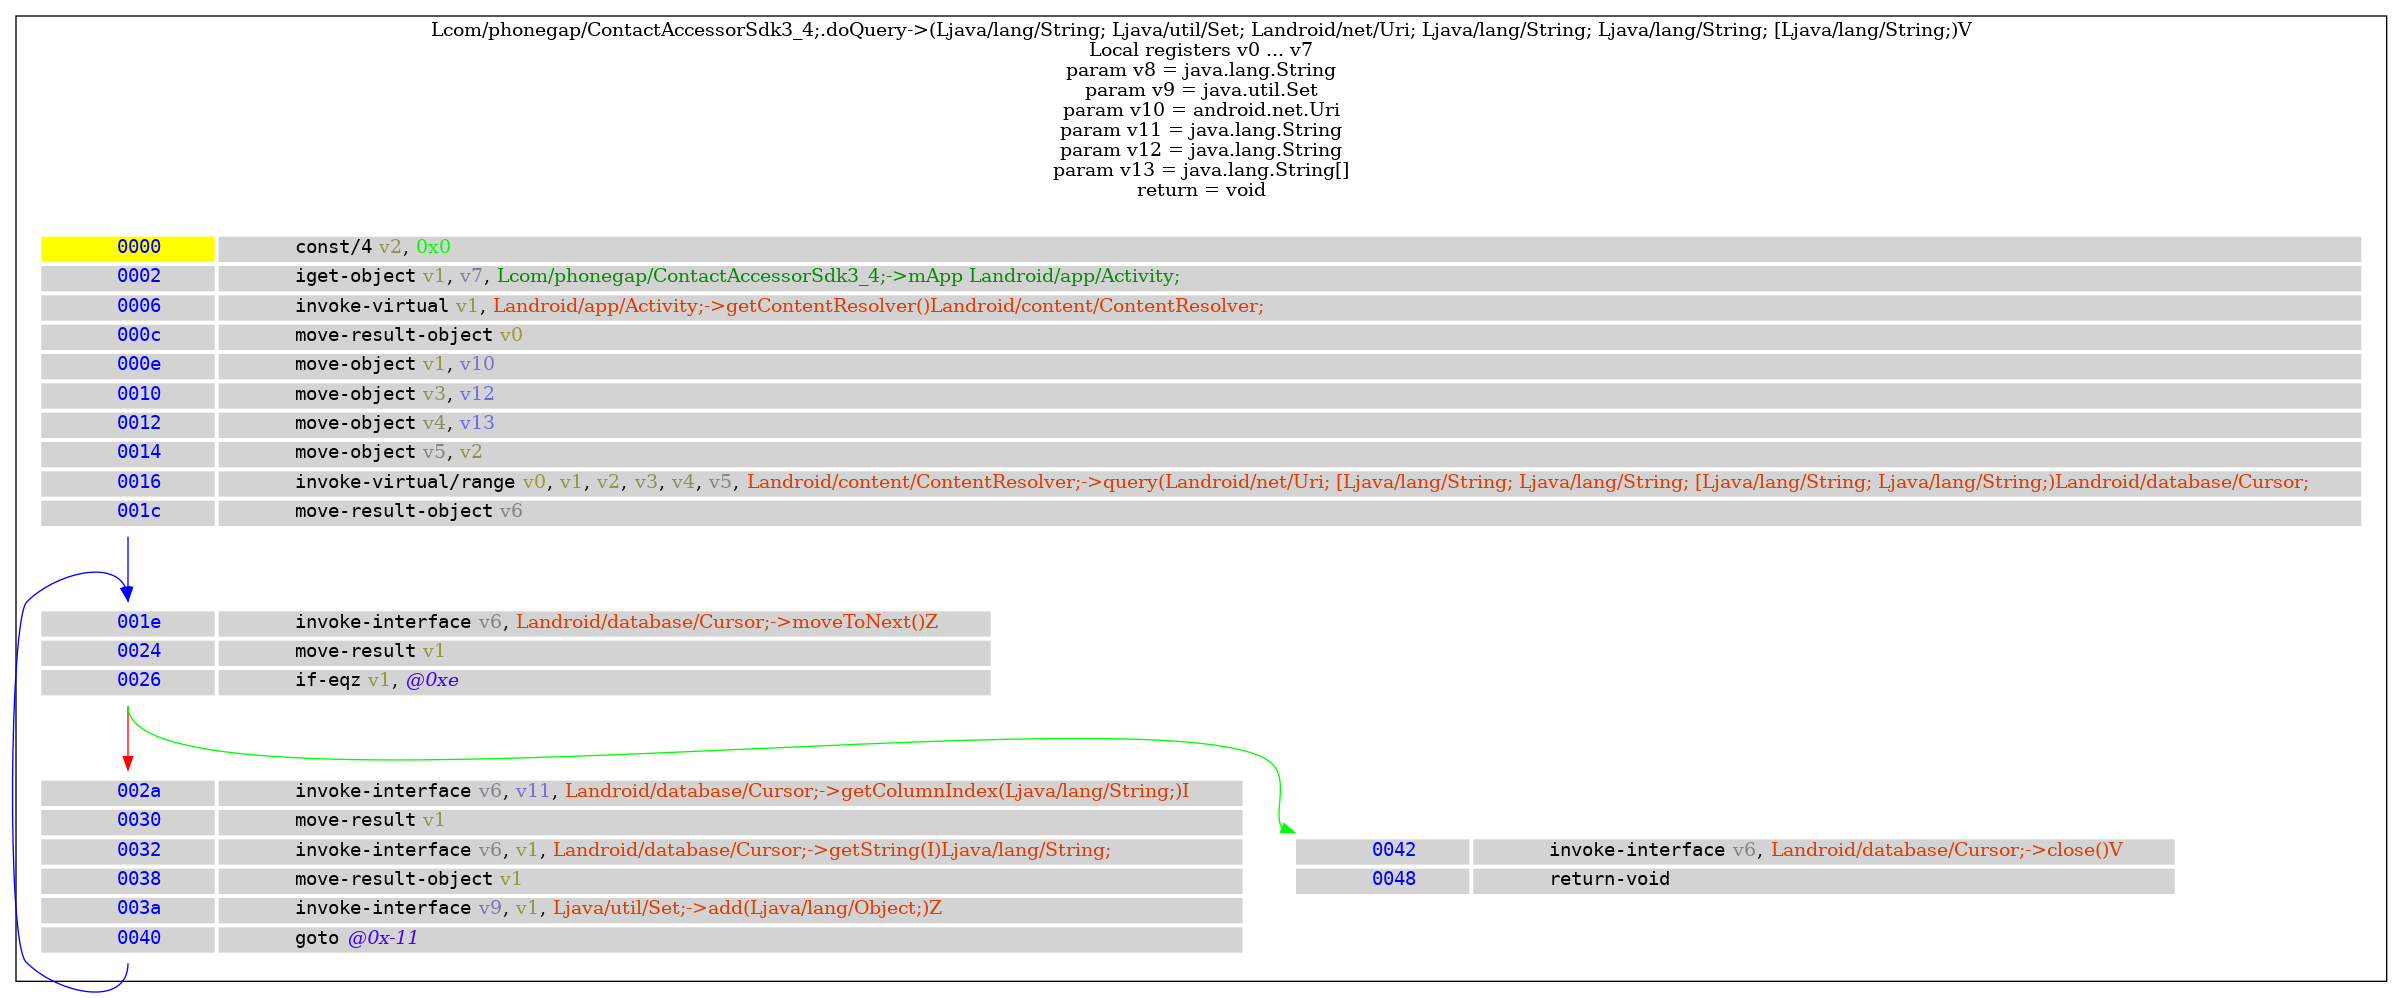 Lcom/phonegap/ContactAccessorSdk3_4;.doQuery->(Ljava/lang/String; Ljava/util/Set; Landroid/net/Uri; Ljava/lang/String; Ljava/lang/String; [Ljava/lang/String;)V
Local registers v0 ... v7
param v8 = java.lang.String
param v9 = java.util.Set
param v10 = android.net.Uri
param v11 = java.lang.String
param v12 = java.lang.String
param v13 = java.lang.String[]
return = void
0000 const/4 v2, 0x0
0002 iget-object v1, v7, Lcom/phonegap/ContactAccessorSdk3_4;->mApp Landroid/app/Activity;
0006 invoke-virtual v1, Landroid/app/Activity;->getContentResolver()Landroid/content/ContentResolver;
000c move-result-object v0
000e move-object v1, v10
0010 move-object v3, v12
0012 move-object v4, v13
0014 move-object v5, v2
0016 invoke-virtual/range v0, v1, v2, v3, v4, v5, Landroid/content/ContentResolver;->query(Landroid/net/Uri; [Ljava/lang/String; Ljava/lang/String; [Ljava/lang/String; Ljava/lang/String;)Landroid/database/Cursor;
001c move-result-object v6
001e invoke-interface v6, Landroid/database/Cursor;->moveToNext()Z
0024 move-result v1
0026 if-eqz v1, @0xe
002a invoke-interface v6, v11, Landroid/database/Cursor;->getColumnIndex(Ljava/lang/String;)I
0030 move-result v1
0032 invoke-interface v6, v1, Landroid/database/Cursor;->getString(I)Ljava/lang/String;
0038 move-result-object v1
003a invoke-interface v9, v1, Ljava/util/Set;->add(Ljava/lang/Object;)Z
0040 goto @0x-11
0042 invoke-interface v6, Landroid/database/Cursor;->close()V
0048 return-void